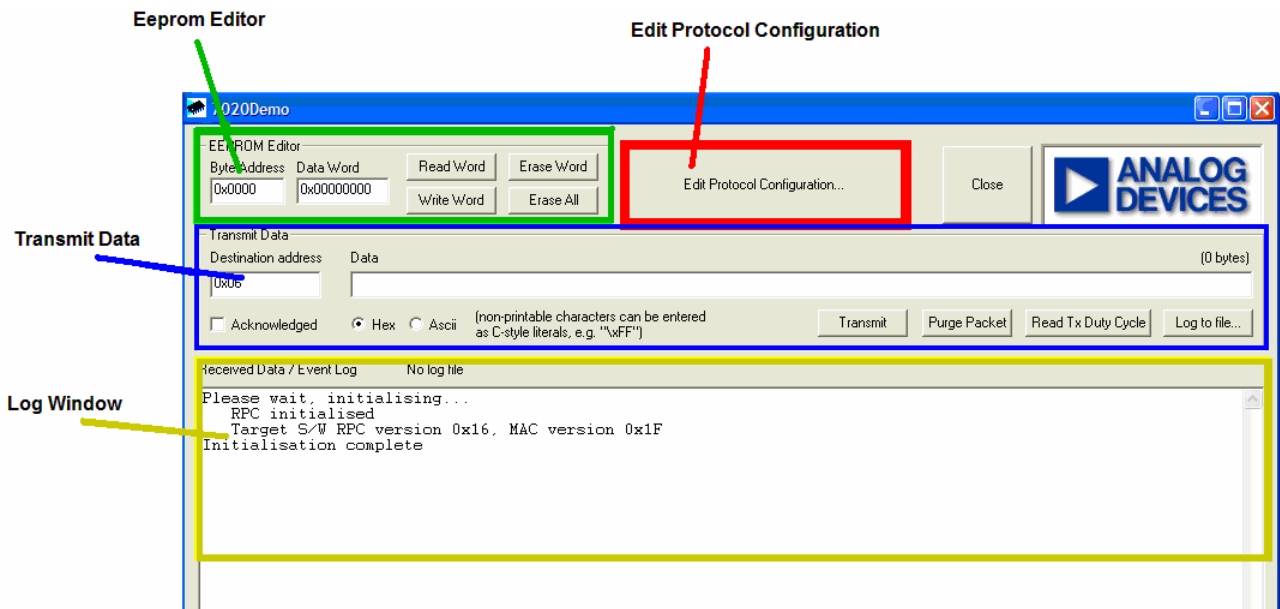 Eeprom Editor
Edit Protocol Configuration
7020Demo
EEPROM Editor
Byte Address Data Word Read Word Erase Word
0x0000 0x00000000 Write Word Erase All
Edit Protocol Configuration...
Close
ANALOG
DEVICES
Transmit Data
Transmit Data
Destination address Data (0 bytes)
0x06
Acknowledged Hex Ascii (non-printable characters can be entered
as C-style literals, e.g. "\xFF")
Transmit Purge Packet Read Tx Duty Cycle Log to file...
Log Window
Received Data / Event Log No log file
Please wait, initialising...
RPC initialised
Target S/W RPC version 0x16, MAC version 0x1F
Initialisation complete